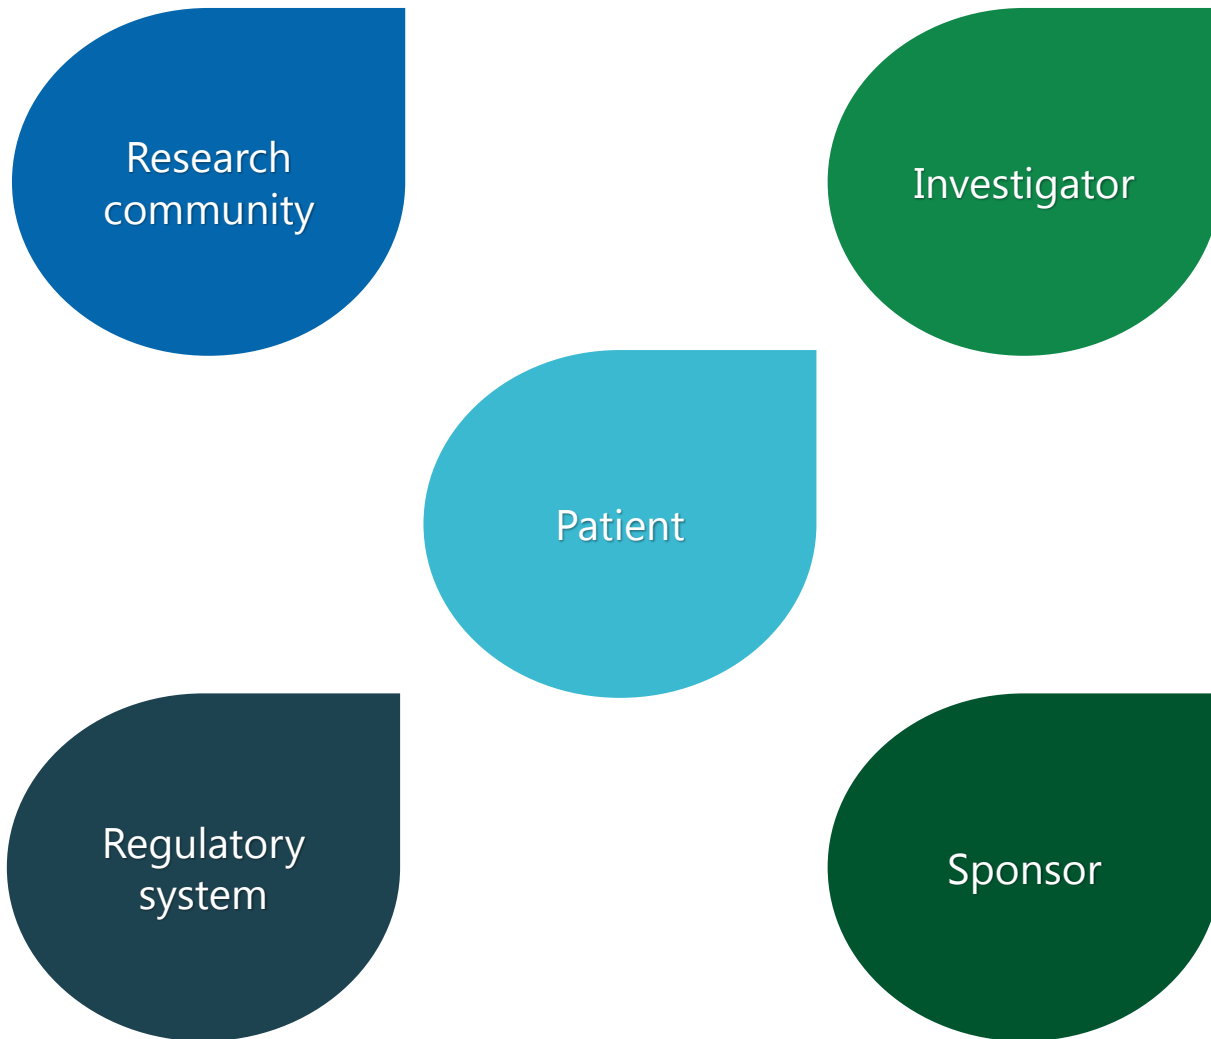 Research
community
Investigator
Patient
Regulatory
system
Sponsor